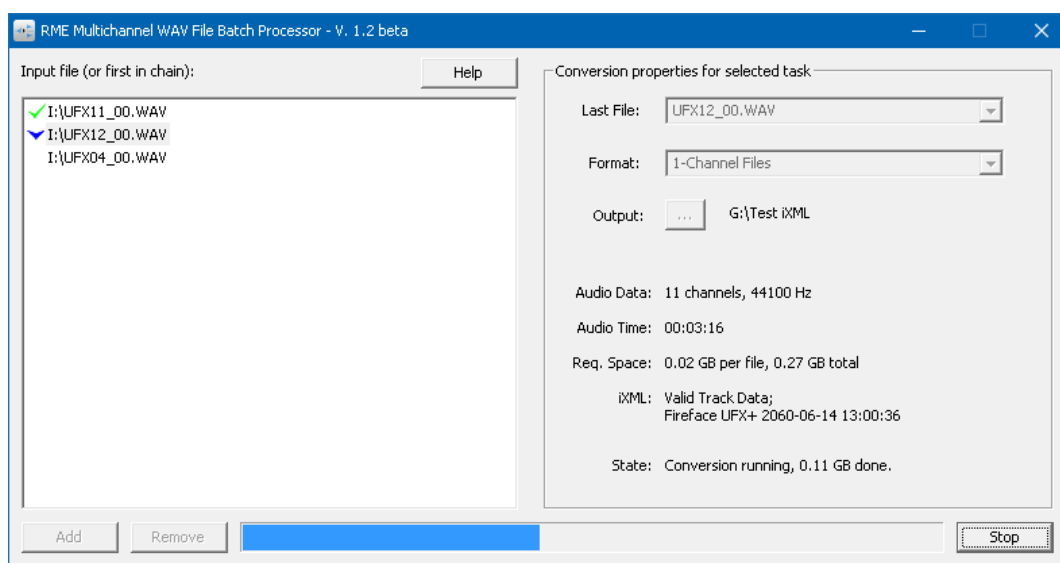 RME Multichannel WAV File Batch Processor - V. 1.2 beta
Input file (or first in chain):
Help
I:\UFX11_00.WAV
I:\UFX12_00.WAV
I:\UFX04_00.WAV
Conversion properties for selected task
Last File: UFX12_00.WAV
Format: 1-Channel Files
Output: ... G:\Test iXML
Audio Data: 11 channels, 44100 Hz
Audio Time: 00:03:16
Req. Space: 0.02 GB per file, 0.27 GB total
iXML: Valid Track Data;
Fireface UFX+ 2060-06-14 13:00:36
State: Conversion running, 0.11 GB done.
Add
Remove
Stop